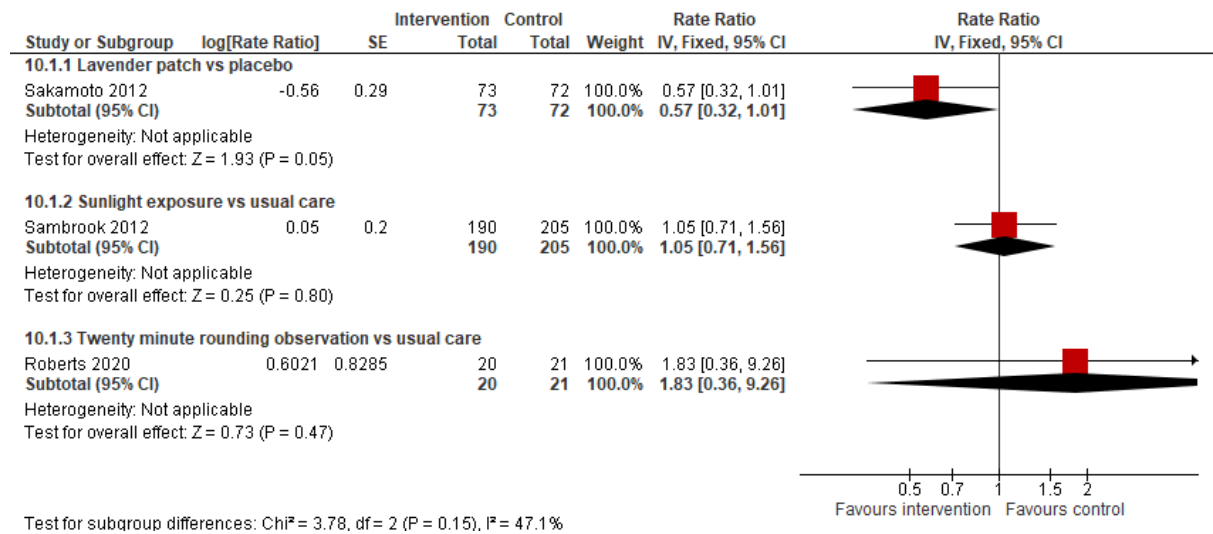 Intervention Control Rate Ratio Rate Ratio
Study or Subgroup log[Rate Ratio] SE Total Total Weight IV, Fixed, 95% CI IV, Fixed, 95% CI
10.1.1 Lavender patch vs placebo
Sakamoto 2012 -0.56 0.29 73 72 100.0% 0.57 [0.32, 1.01]
Subtotal (95% CI) 73 72 100.0% 0.57 [0.32, 1.01]
Heterogeneity: Not applicable
Test for overall effect: Z = 1.93 (P = 0.05)
10.1.2 Sunlight exposure vs usual care
Sambrook 2012 0.05 0.2 190 205 100.0% 1.05 [0.71, 1.56]
Subtotal (95% CI) 190 205 100.0% 1.05 [0.71, 1.56]
Heterogeneity: Not applicable
Test for overall effect: Z = 0.25 (P = 0.80)
10.1.3 Twenty minute rounding observation vs usual care
Roberts 2020 0.6021 0.8285 20 21 100.0% 1.83 [0.36, 9.26]
Subtotal (95% CI) 20 21 100.0% 1.83 [0.36, 9.26]
Heterogeneity: Not applicable
Test for overall effect: Z = 0.73 (P = 0.47)
0.5 0.7 1 1.5 2
Favours intervention Favours control
Test for subgroup differences: Chi² = 3.78, df = 2 (P = 0.15), I² = 47.1%